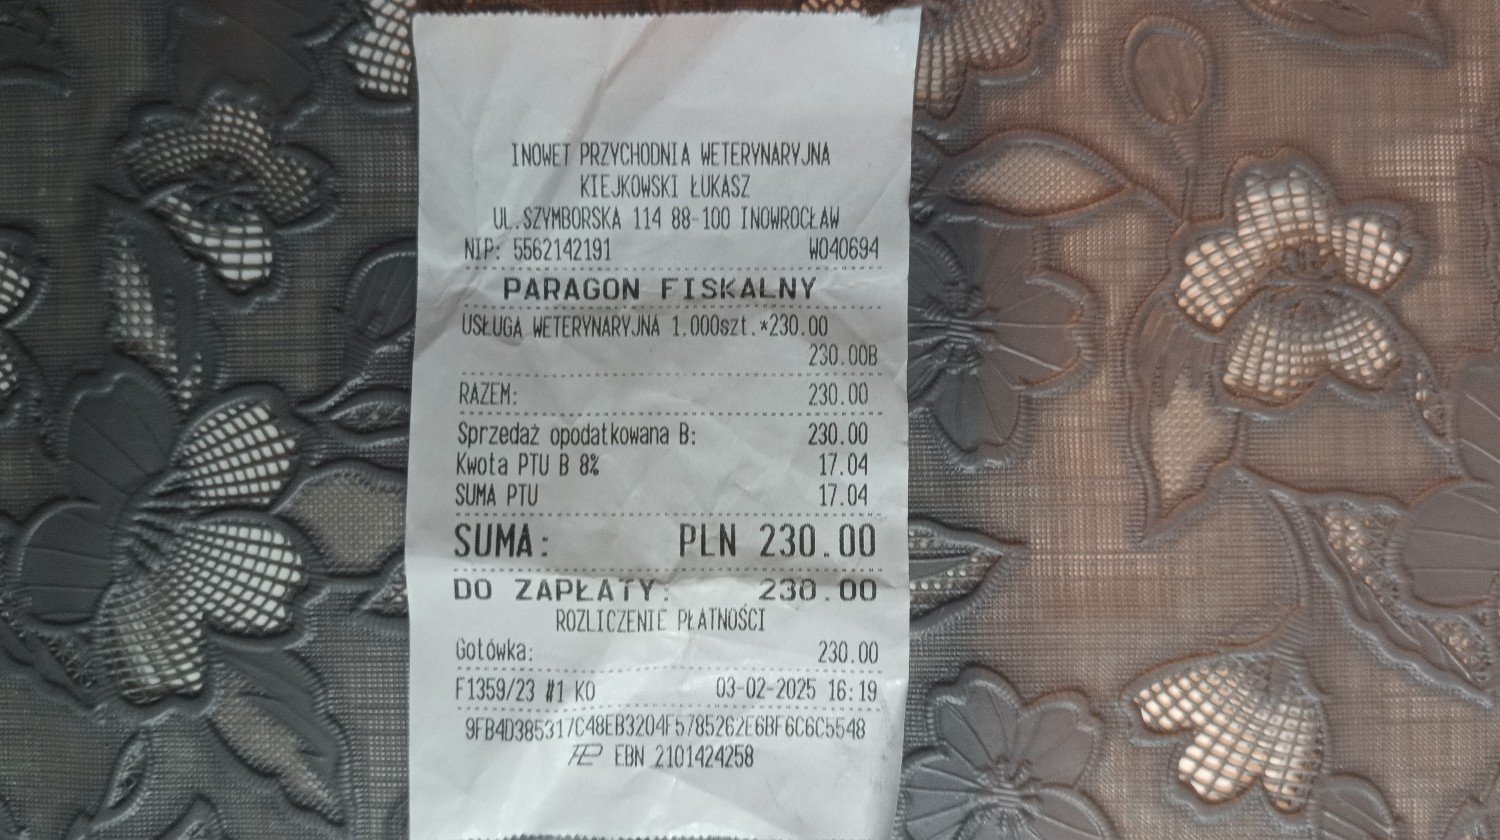 INOWET PRZYCHODNIA WETERYNARYJNA
KIEJKOWSKI ŁUKASZ
UL.SZYMBORSKA 114 88-100 INOWROCŁAW
NIP: 5562142191 W040694
PARAGON FISKALNY
USŁUGA WETERYNARYJNA 1.000szt.*230.00
230.00B
RAZEM: 230.00
Sprzedaż opodatkowana B: 230.00
Kwota PTU B 8% 17.04
SUMA PTU 17.04
SUMA: PLN 230.00
DO ZAPŁATY: 230.00
ROZLICZENIE PŁATNOŚCI
Gotówka: 230.00
F1359/23 #1 KO 03-02-2025 16:19
9FB4D385317C48EB3204F5785262E6BF6C6C5548
EBN 2101424258